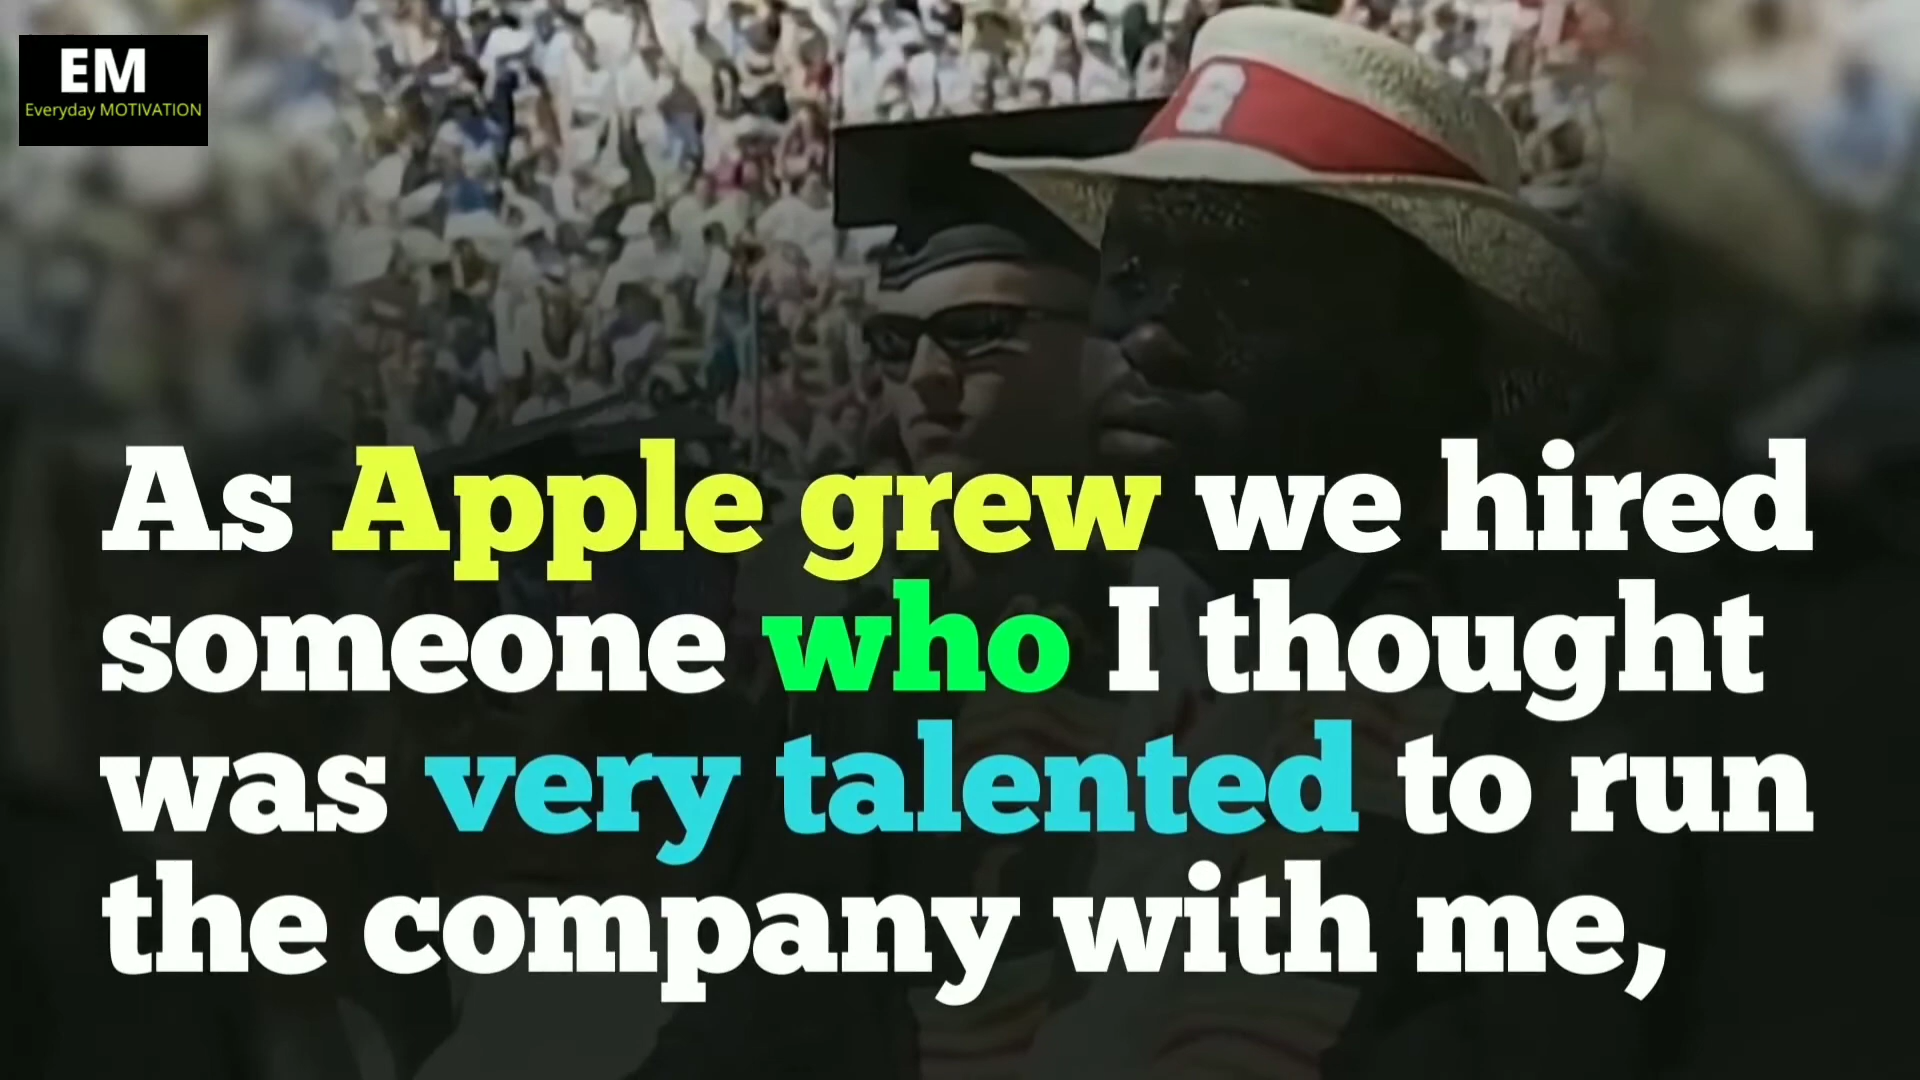 EM
Everyday MOTIVATION
As Apple grew we hired
someone who I thought
was very talented to run
the company with me,